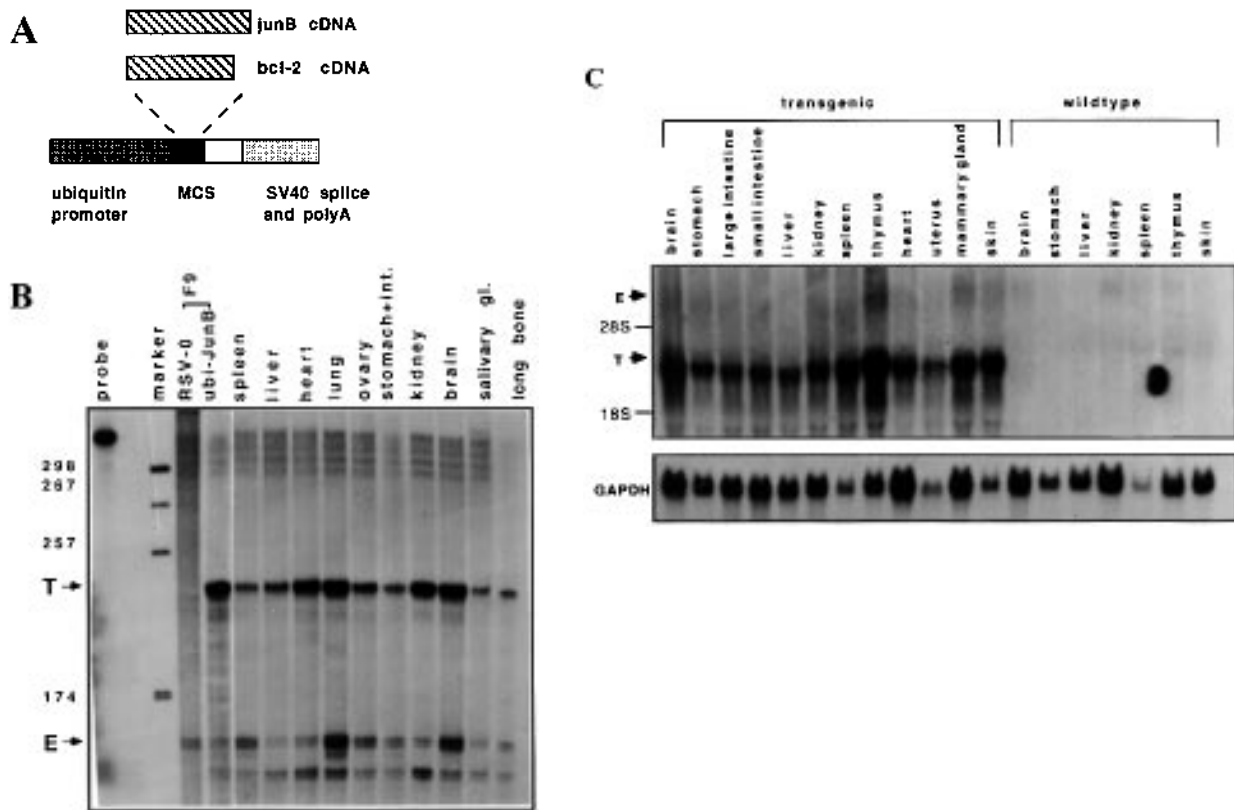 A
junB cDNA
bcl-2 cDNA
ubiquitin promoter
MCS
SV40 splice and polyA
B
probe
marker
F9
RSV-0
ubi-JunB
spleen
liver
heart
lung
ovary
stomach+int.
kidney
brain
salivary gl.
long bone
298
267
257
T
174
E
C
transgenic
wildtype
brain
stomach
large intestine
small intestine
liver
kidney
spleen
thymus
heart
uterus
mammary gland
skin
brain
stomach
liver
kidney
spleen
thymus
skin
E
28S
T
18S
GAPDH